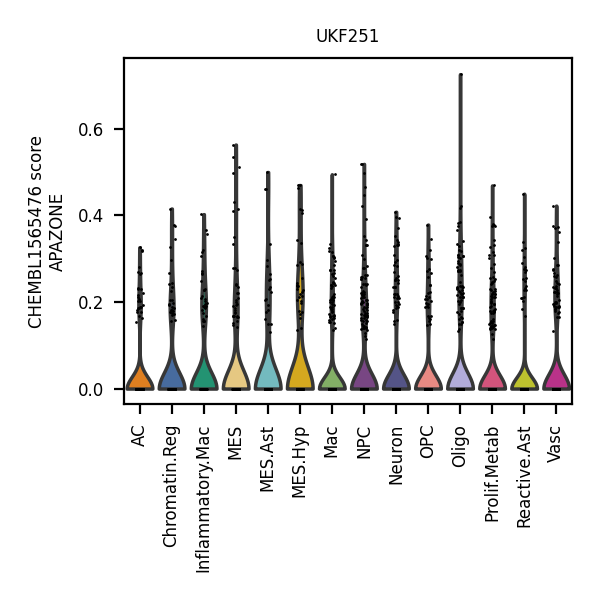 UKF251
CHEMBL1565476 score
APAZONE
0.6
0.4
0.2
0.0
AC
Chromatin.Reg
Inflammatory.Mac
MES
MES.Ast
MES.Hyp
Mac
NPC
Neuron
OPC
Oligo
Prolif.Metab
Reactive.Ast
Vasc